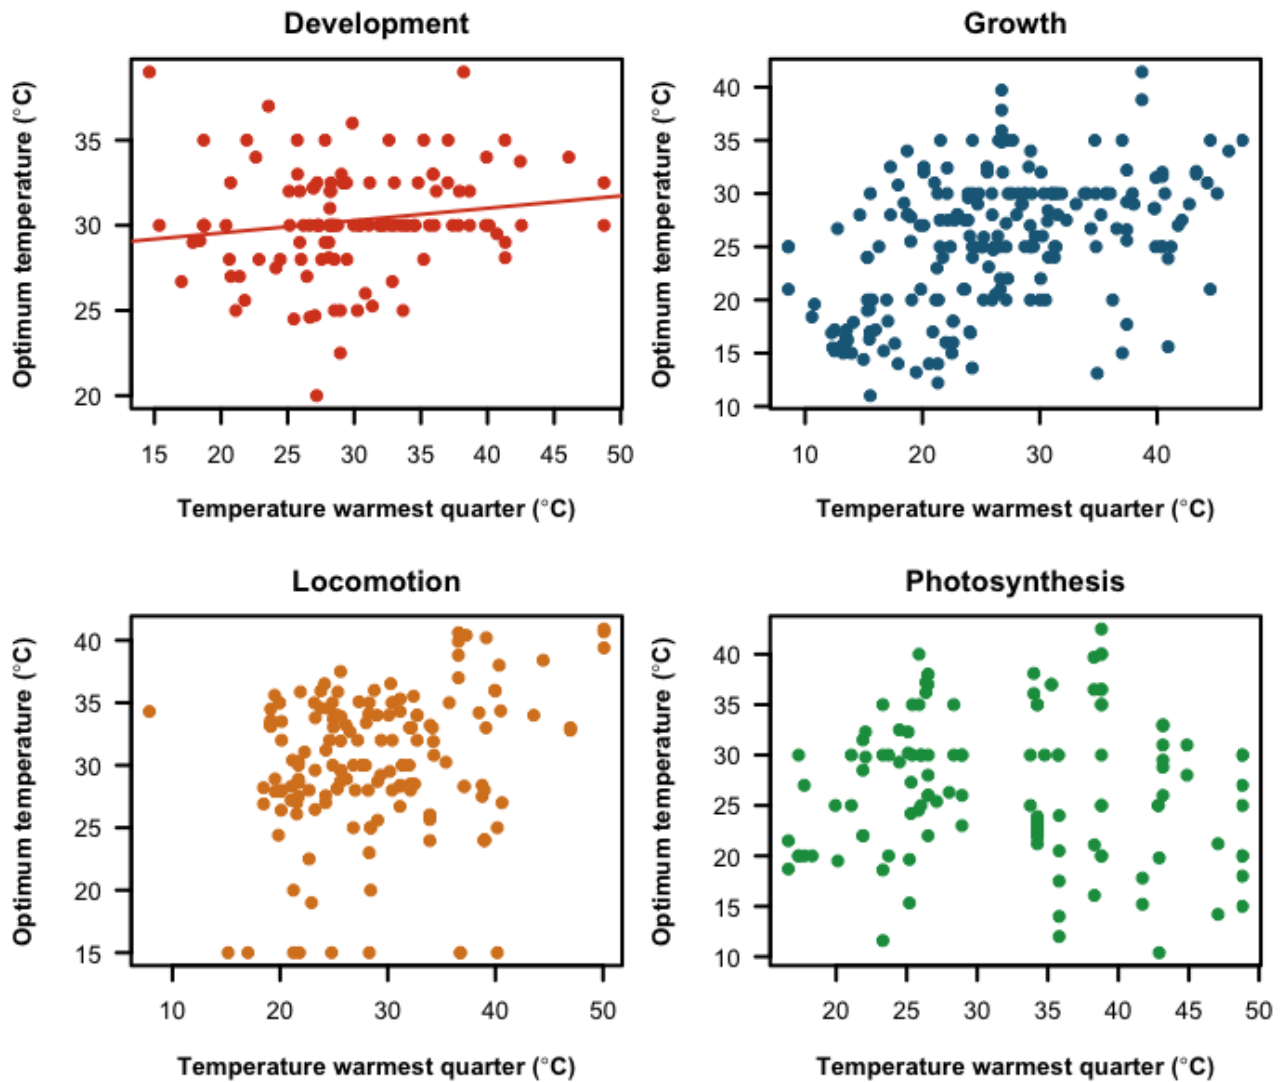 Development
Optimum temperature (°C)
35
30
25
20
15 20 25 30 35 40 45 50
Temperature warmest quarter (°C)
Growth
Optimum temperature (°C)
40
35
30
25
20
15
10
10 20 30 40
Temperature warmest quarter (°C)
Locomotion
Optimum temperature (°C)
40
35
30
25
20
15
10 20 30 40 50
Temperature warmest quarter (°C)
Photosynthesis
Optimum temperature (°C)
40
35
30
25
20
15
10
20 25 30 35 40 45 50
Temperature warmest quarter (°C)